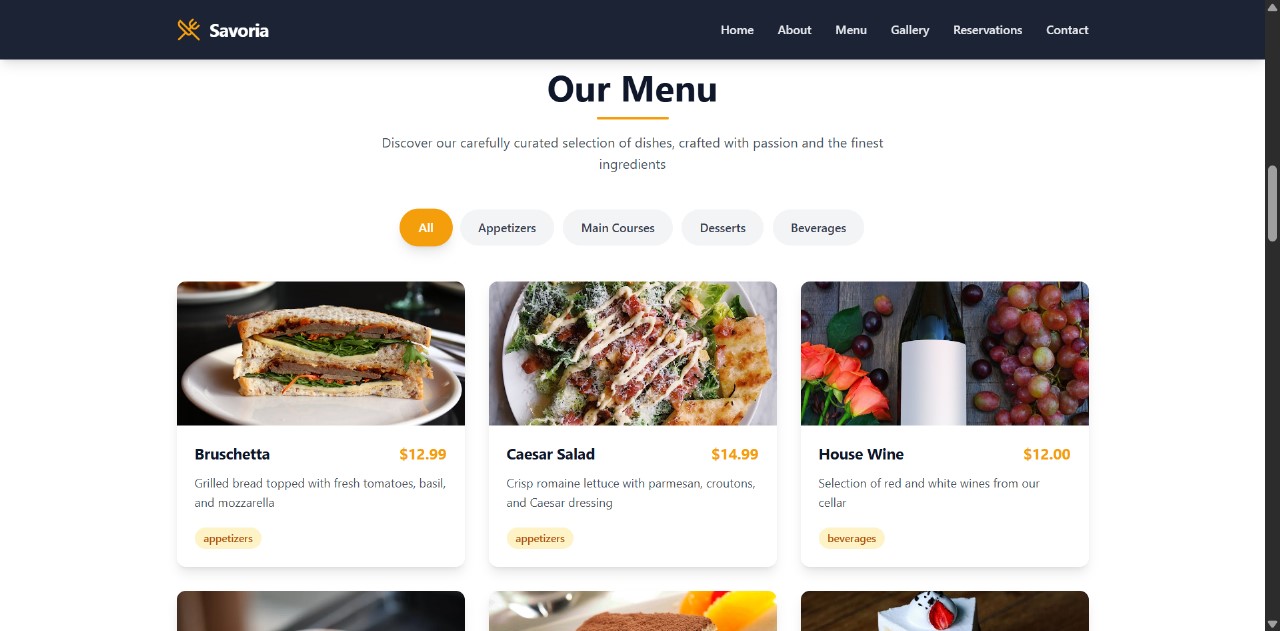 Savoria
Home About Menu Gallery Reservations Contact
Our Menu
Discover our carefully curated selection of dishes, crafted with passion and the finest
ingredients
All Appetizers Main Courses Desserts Beverages
Bruschetta $12.99
Grilled bread topped with fresh tomatoes, basil,
and mozzarella
appetizers
Caesar Salad $14.99
Crisp romaine lettuce with parmesan, croutons,
and Caesar dressing
appetizers
House Wine $12.00
Selection of red and white wines from our
cellar
beverages